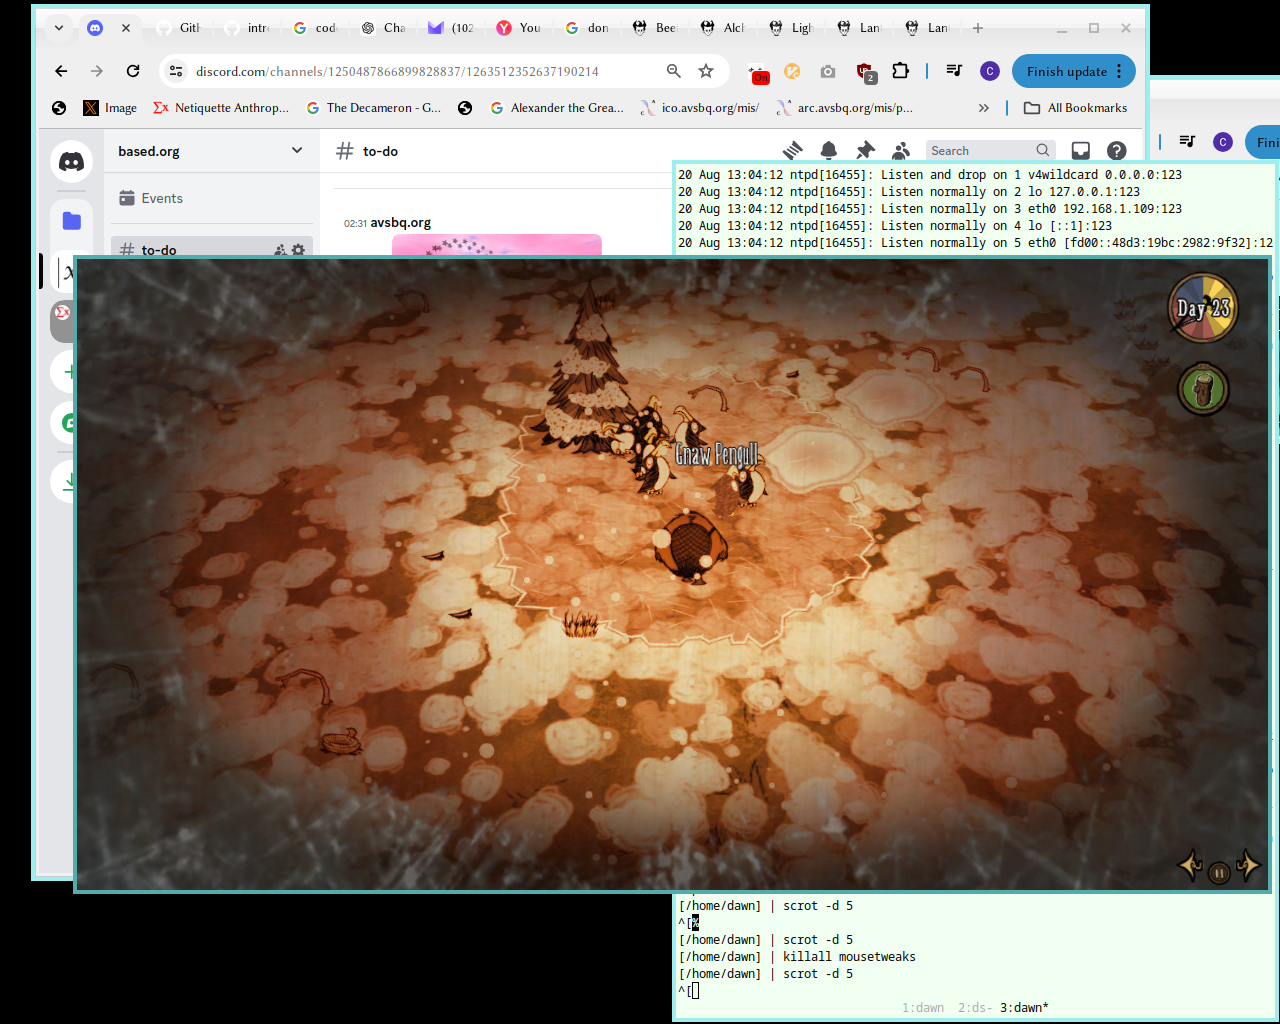 Gith
intro
code
Cha
(102
You
don
Bee
Alch
Ligh
Lan
Lan
discord.com/channels/1250487866899828837/1263512352637190214
On
2
C
Finish update
Image
Netiquette Anthrop...
The Decameron - G...
Alexander the Grea...
ico.avsbq.org/mis/
arc.avsbq.org/mis/p...
All Bookmarks
C
Fini
based.org
to-do
Search
Events
to-do
02:31 avsbq.org
20 Aug 13:04:12 ntpd[16455]: Listen and drop on 1 v4wildcard 0.0.0.0:123
20 Aug 13:04:12 ntpd[16455]: Listen normally on 2 lo 127.0.0.1:123
20 Aug 13:04:12 ntpd[16455]: Listen normally on 3 eth0 192.168.1.109:123
20 Aug 13:04:12 ntpd[16455]: Listen normally on 4 lo [::1]:123
20 Aug 13:04:12 ntpd[16455]: Listen normally on 5 eth0 [fd00::48d3:19bc:2982:9f32]:12
Day 23
Gnaw Pengull
[/home/dawn] | scrot -d 5
^[%
[/home/dawn] | scrot -d 5
[/home/dawn] | killall mousetweaks
[/home/dawn] | scrot -d 5
^[
1:dawn 2:ds- 3:dawn*